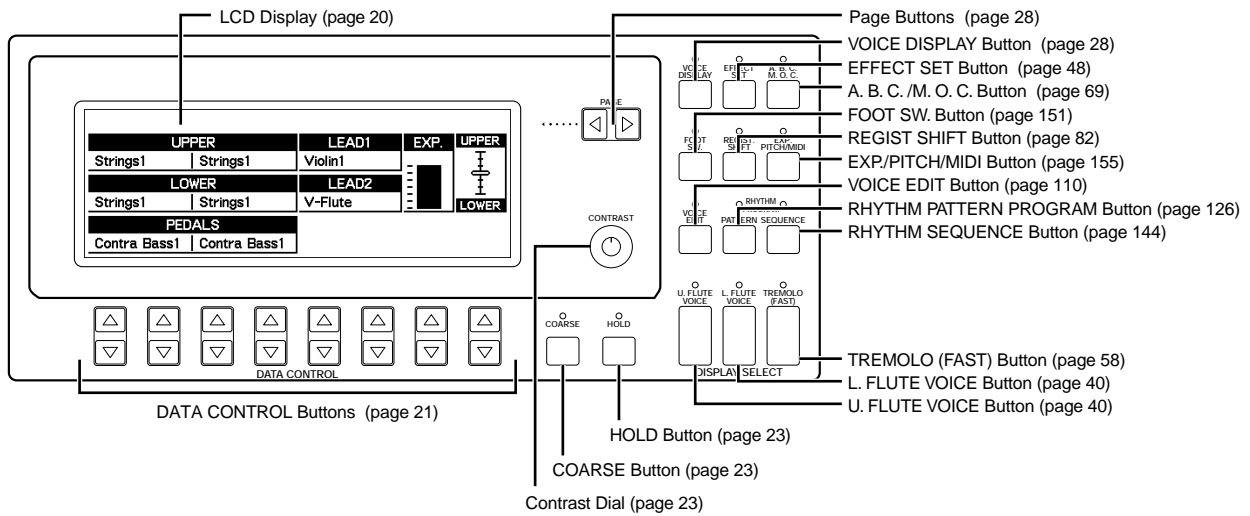 LCD Display (page 20)
Page Buttons (page 28)
VOICE DISPLAY Button (page 28)
EFFECT SET Button (page 48)
A. B. C. /M. O. C. Button (page 69)
FOOT SW. Button (page 151)
REGIST SHIFT Button (page 82)
EXP./PITCH/MIDI Button (page 155)
VOICE EDIT Button (page 110)
RHYTHM PATTERN PROGRAM Button (page 126)
RHYTHM SEQUENCE Button (page 144)
TREMOLO (FAST) Button (page 58)
L. FLUTE VOICE Button (page 40)
U. FLUTE VOICE Button (page 40)
PAGE
UPPER LEAD1 EXP. UPPER
Strings1 Strings1 Violin1
LOWER LEAD2
Strings1 Strings1 V-Flute LOWER
PEDALS
Contra Bass1 Contra Bass1
CONTRAST
VOICE DISPLAY
EFFECT SET
A. B. C. M. O. C.
FOOT SW.
REGIST. SHIFT
EXP. PITCH/MIDI
VOICE EDIT
RHYTHM
PROGRAM
PATTERN SEQUENCE
U. FLUTE VOICE
L. FLUTE VOICE
TREMOLO (FAST)
DISPLAY SELECT
COARSE
HOLD
DATA CONTROL
DATA CONTROL Buttons (page 21)
HOLD Button (page 23)
COARSE Button (page 23)
Contrast Dial (page 23)